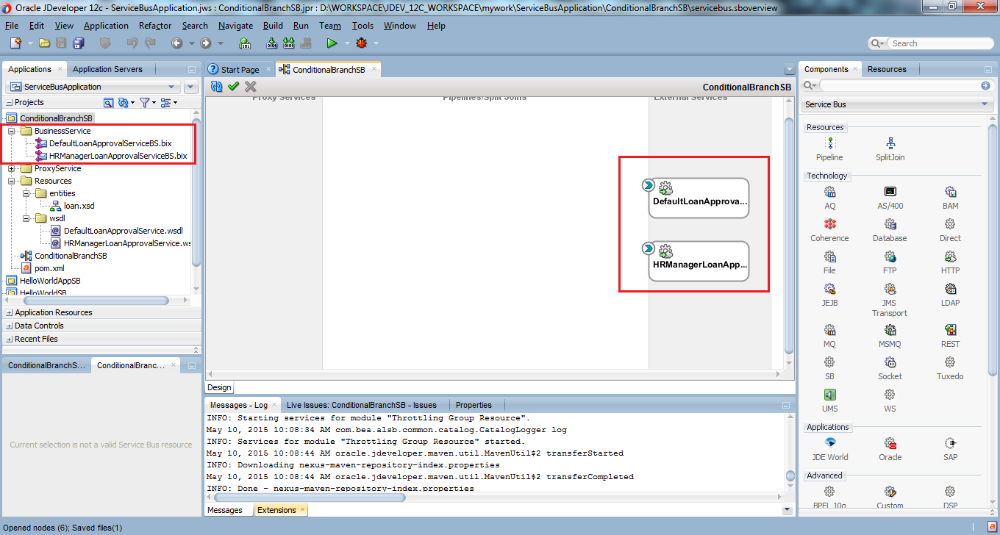 Oracle JDeveloper 12c - ServiceBusApplication.jws : ConditionalBranchSB.jpr : D:\WORKSPACE\JDEV_12C_WORKSPACE\mywork\ServiceBusApplication\ConditionalBranchSB\servicebus.sboverview
File Edit View Application Refactor Search Navigate Build Run Team Tools Window Help
Search
Applications Application Servers
ServiceBusApplication
Projects
ConditionalBranchSB
BusinessService
DefaultLoanApprovalServiceBS.bix
HRManagerLoanApprovalServiceBS.bix
ProxyService
Resources
entities
loan.xsd
wsdl
DefaultLoanApprovalService.wsdl
HRManagerLoanApprovalService.ws
ConditionalBranchSB
pom.xml
HelloWorldAppSB
HelloWorldSB
Application Resources
Data Controls
Recent Files
ConditionalBranchS... ConditionalBranc...
Current selection is not a valid Service Bus resource
Start Page ConditionalBranchSB
ConditionalBranchSB
Proxy Services Pipelines/Split Joins External Services
DefaultLoanApprova...
HRManagerLoanApp...
Design
Messages - Log Live Issues: ConditionalBranchSB - Issues Properties
INFO: Starting services for module "Throttling Group Resource".
May 10, 2015 10:08:34 AM com.bea.alsb.common.catalog.CatalogLogger log
INFO: Services for module "Throttling Group Resource" started.
May 10, 2015 10:08:44 AM oracle.jdeveloper.maven.util.MavenUtil$2 transferStarted
INFO: Downloading nexus-maven-repository-index.properties
May 10, 2015 10:08:44 AM oracle.jdeveloper.maven.util.MavenUtil$2 transferCompleted
INFO: Done - nexus-maven-repository-index.properties
Messages Extensions
Components Resources
Service Bus
Resources
Pipeline SplitJoin
Technology
AQ AS/400 BAM
Coherence Database Direct
File FTP HTTP
JEJB JMS Transport LDAP
MQ MSMQ REST
SB Socket Tuxedo
UMS WS
Applications
JDE World Oracle SAP
Advanced
BPEL 10g Custom DSP
Opened nodes (6); Saved files(1)